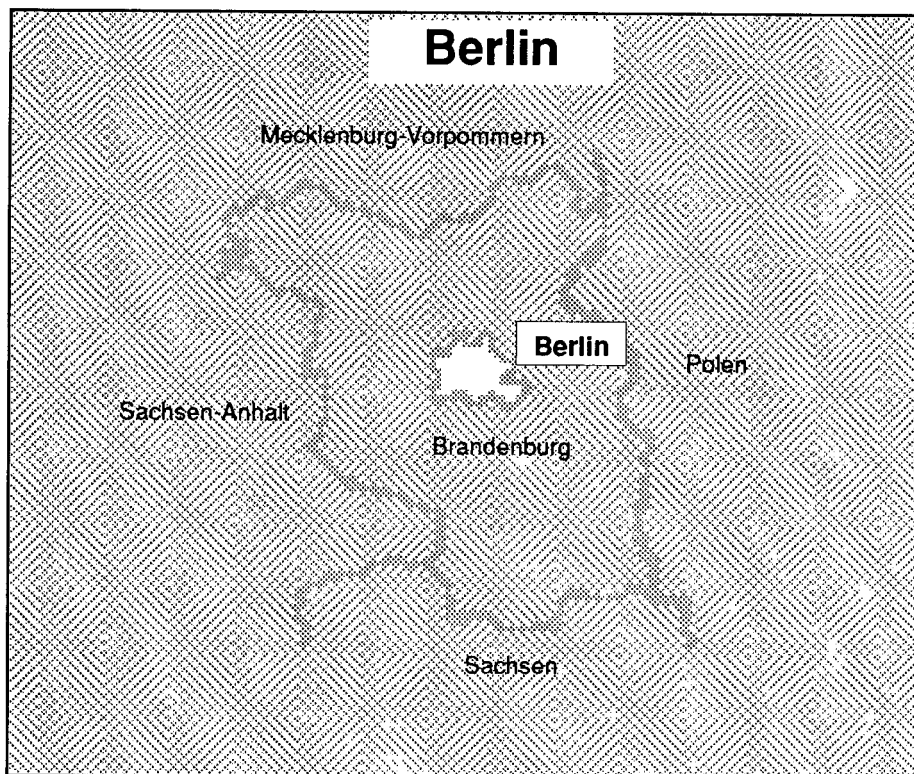 Berlin
Mecklenburg-Vorpommern
Berlin
Polen
Sachsen-Anhalt
Brandenburg
Sachsen